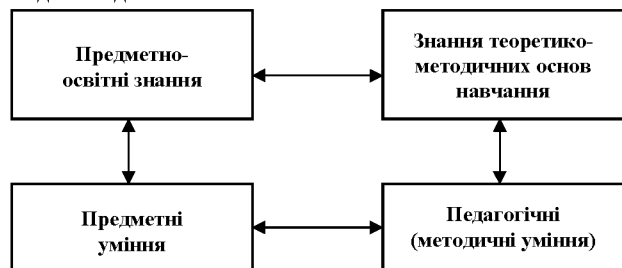 Предметно-
освітні знання
Знання теоретико-
методичних основ
навчання
Предметні
уміння
Педагогічні
(методичні уміння)